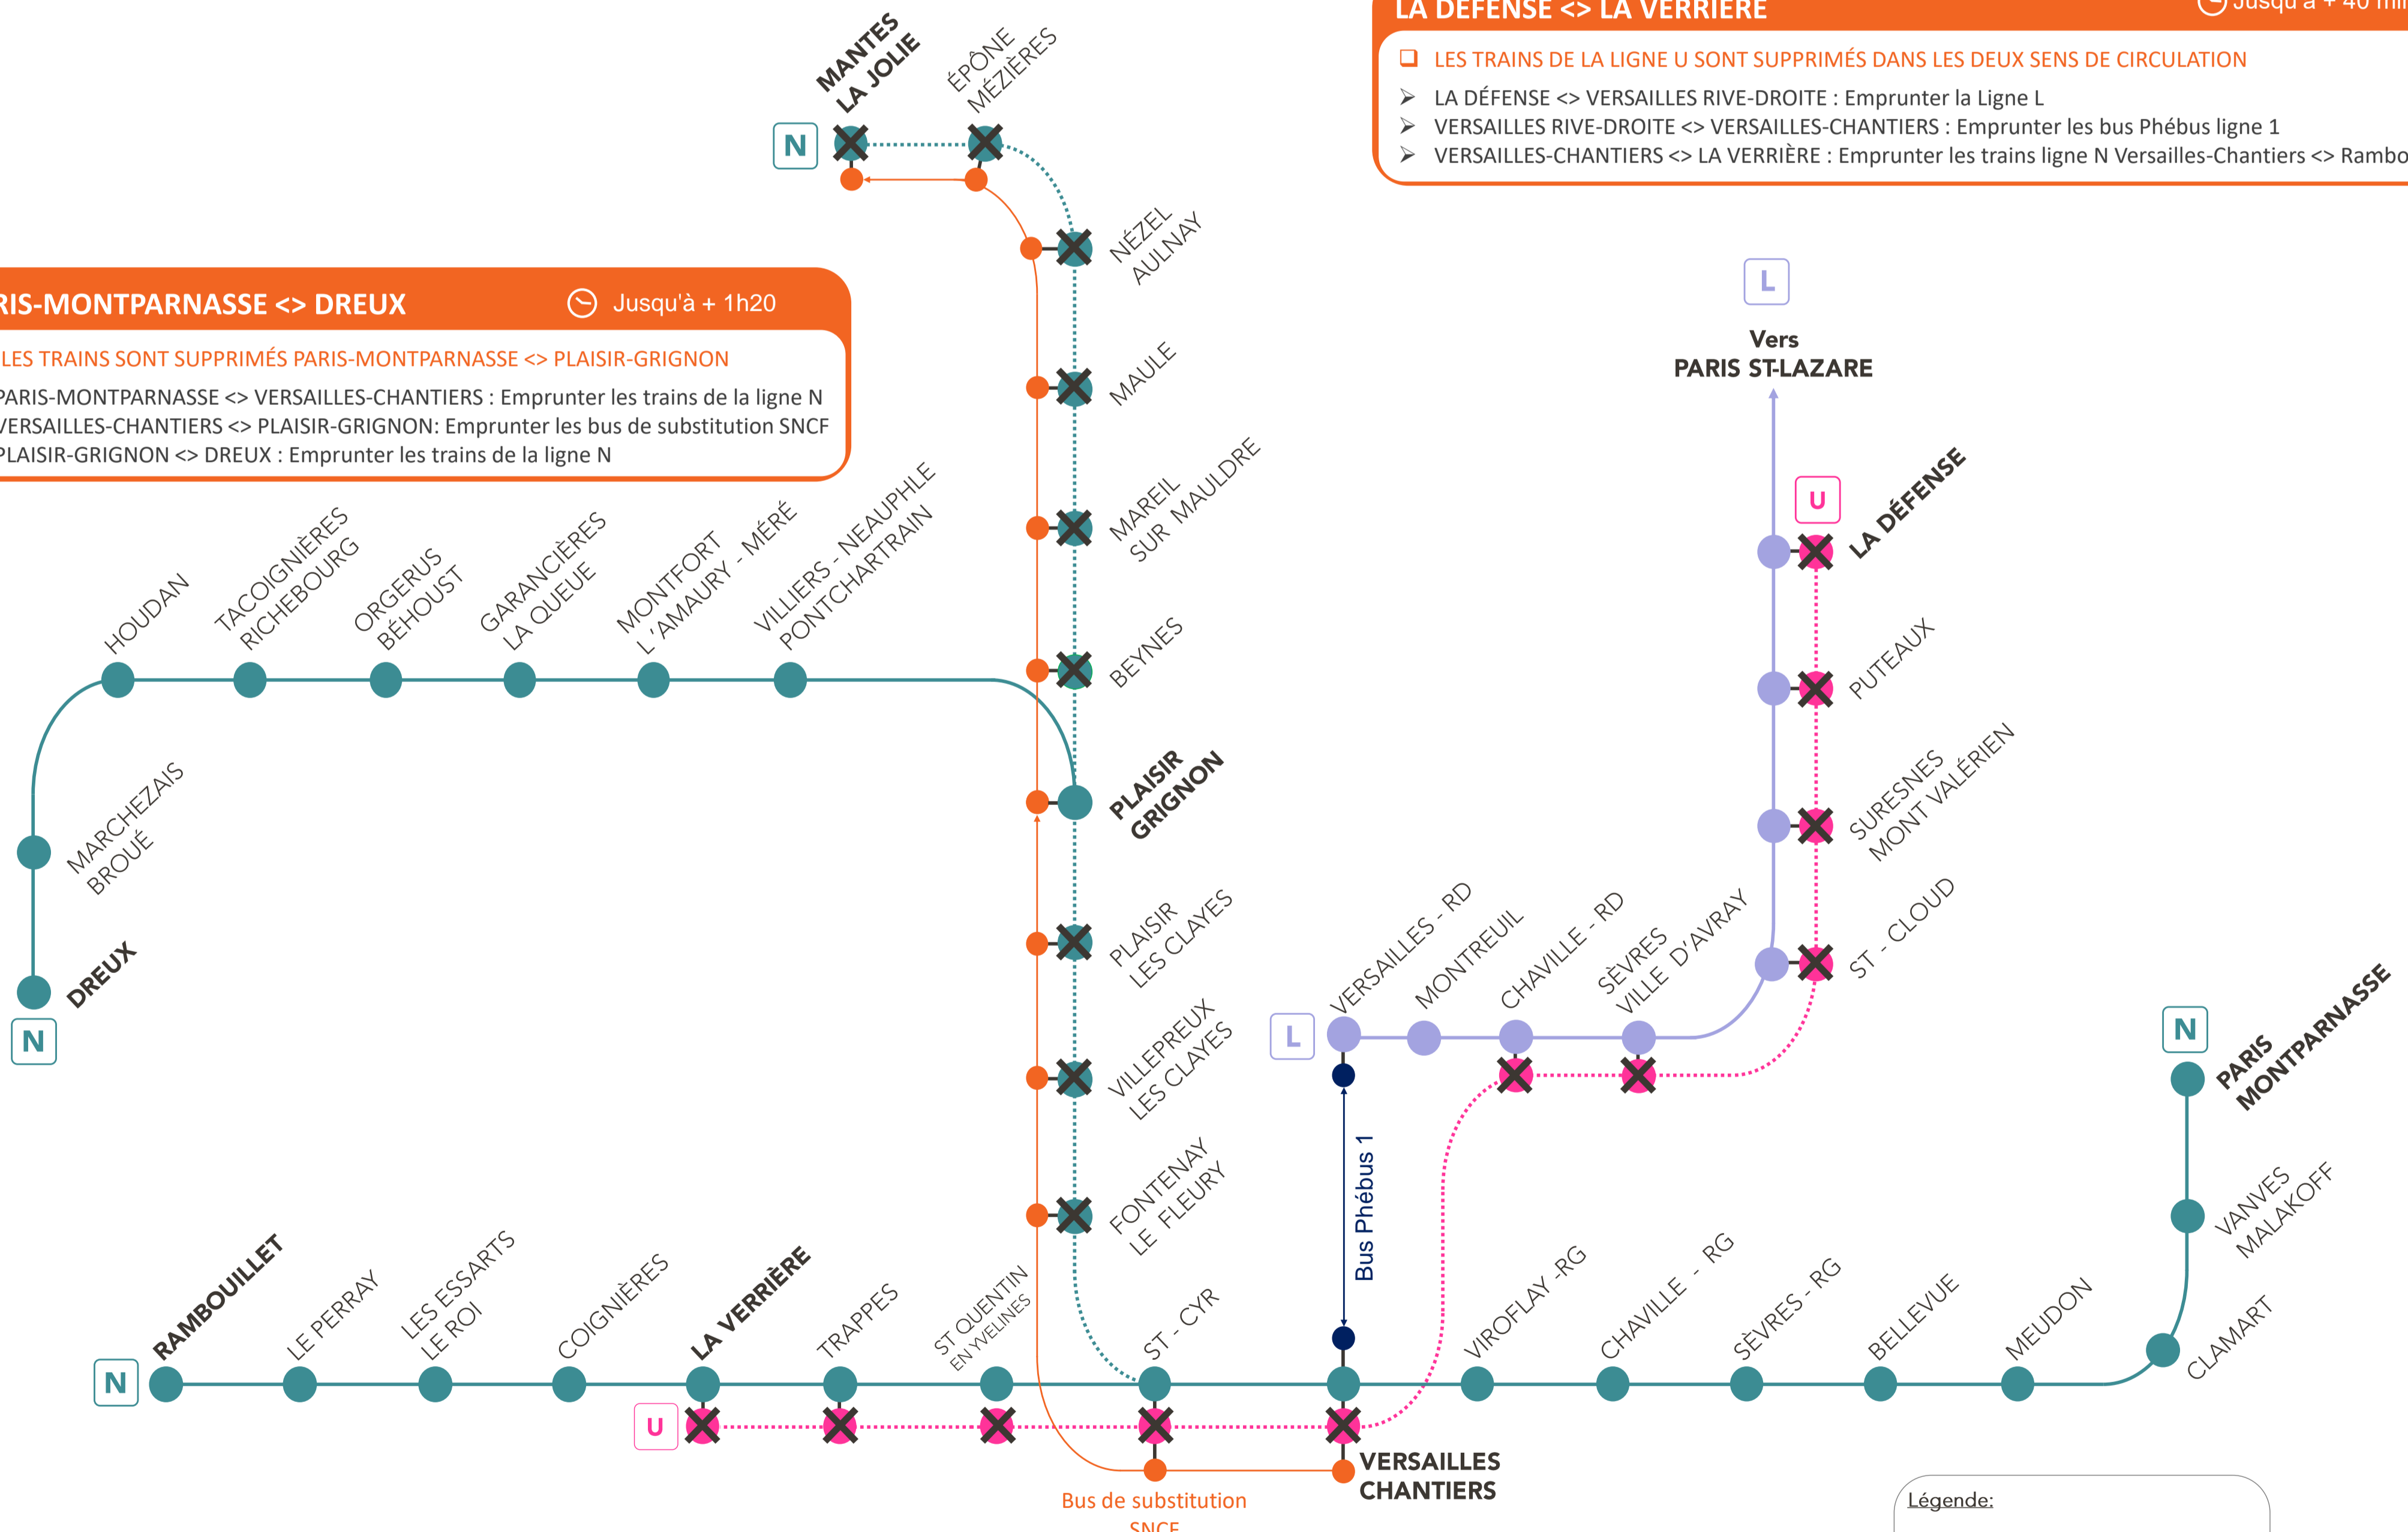 LA DÉFENSE <> LA VERRIÈRE
Jusqu'à + 40 min
LES TRAINS DE LA LIGNE U SONT SUPPRIMÉS DANS LES DEUX SENS DE CIRCULATION
LA DÉFENSE <> VERSAILLES RIVE-DROITE : Emprunter la Ligne L
VERSAILLES RIVE-DROITE <> VERSAILLES-CHANTIERS : Emprunter les bus Phébus ligne 1
VERSAILLES-CHANTIERS <> LA VERRIÈRE : Emprunter les trains ligne N Versailles-Chantiers <> Rambo
MANTES
LA JOLIE
ÉPÔNE
MÉZIÈRES
N
NÉZEL
AULNAY
RIS-MONTPARNASSE <> DREUX
Jusqu'à + 1h20
LES TRAINS SONT SUPPRIMÉS PARIS-MONTPARNASSE <> PLAISIR-GRIGNON
PARIS-MONTPARNASSE <> VERSAILLES-CHANTIERS : Emprunter les trains de la ligne N
VERSAILLES-CHANTIERS <> PLAISIR-GRIGNON: Emprunter les bus de substitution SNCF
PLAISIR-GRIGNON <> DREUX : Emprunter les trains de la ligne N
L
Vers
PARIS ST-LAZARE
MAULE
MAREIL
SUR MAULDRE
U
LA DÉFENSE
HOUDAN
TACOIGNIÈRES
RICHEBOURG
ORGERUS
BÉHOUST
GARANCIÈRES
LA QUEUE
MONTFORT
L'AMAURY - MÉRÉ
VILLIERS - NEAUPHLE
PONTCHARTRAIN
BEYNES
PUTEAUX
MARCHEZAIS
BROUÉ
PLAISIR
GRIGNON
SURESNES
MONT VALÉRIEN
DREUX
N
PLAISIR
LES CLAYES
ST - CLOUD
L
VERSAILLES - RD
MONTREUIL
CHAVILLE - RD
SÈVRES
VILLE D'AVRAY
VILLEPREUX
LES CLAYES
N
PARIS
MONTPARNASSE
Bus Phébus 1
FONTENAY
LE FLEURY
VANVES
MALAKOFF
N
RAMBOUILLET
LE PERRAY
LES ESSARTS
LE ROI
COIGNIÈRES
LA VERRIÈRE
TRAPPES
ST QUENTIN
EN YVELINES
ST - CYR
VIROFLAY -RG
CHAVILLE - RG
SÈVRES - RG
BELLEVUE
MEUDON
CLAMART
U
VERSAILLES
CHANTIERS
Bus de substitution
SNCF
Légende: